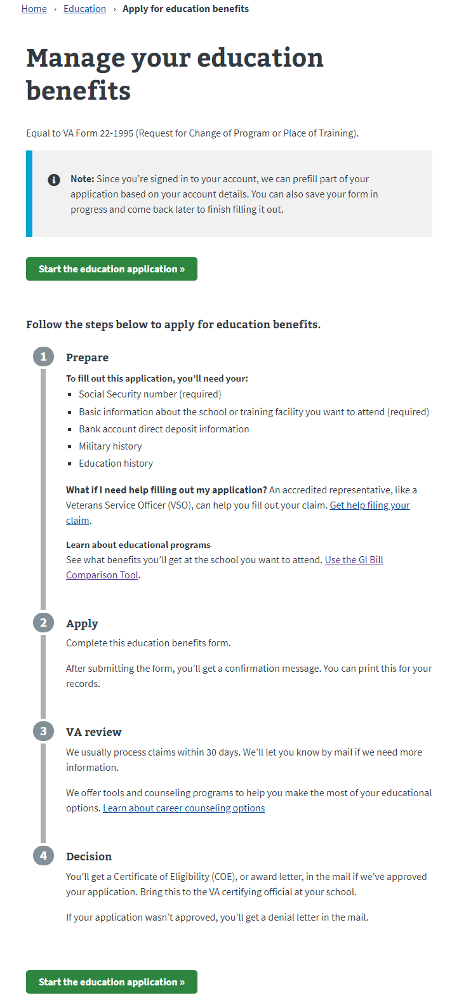 Home › Education › Apply for education benefits
Manage your education
benefits
Equal to VA Form 22-1995 (Request for Change of Program or Place of Training).
Note: Since you’re signed in to your account, we can prefill part of your
application based on your account details. You can also save your form in
progress and come back later to finish filling it out.
Start the education application »
Follow the steps below to apply for education benefits.
1 Prepare
To fill out this application, you’ll need your:
▪ Social Security number (required)
▪ Basic information about the school or training facility you want to attend (required)
▪ Bank account direct deposit information
▪ Military history
▪ Education history
What if I need help filling out my application? An accredited representative, like a
Veterans Service Officer (VSO), can help you fill out your claim. Get help filing your
claim.
Learn about educational programs
See what benefits you’ll get at the school you want to attend. Use the GI Bill
Comparison Tool.
2 Apply
Complete this education benefits form.
After submitting the form, you’ll get a confirmation message. You can print this for your
records.
3 VA review
We usually process claims within 30 days. We’ll let you know by mail if we need more
information.
We offer tools and counseling programs to help you make the most of your educational
options. Learn about career counseling options
4 Decision
You’ll get a Certificate of Eligibility (COE), or award letter, in the mail if we’ve approved
your application. Bring this to the VA certifying official at your school.
If your application wasn’t approved, you’ll get a denial letter in the mail.
Start the education application »